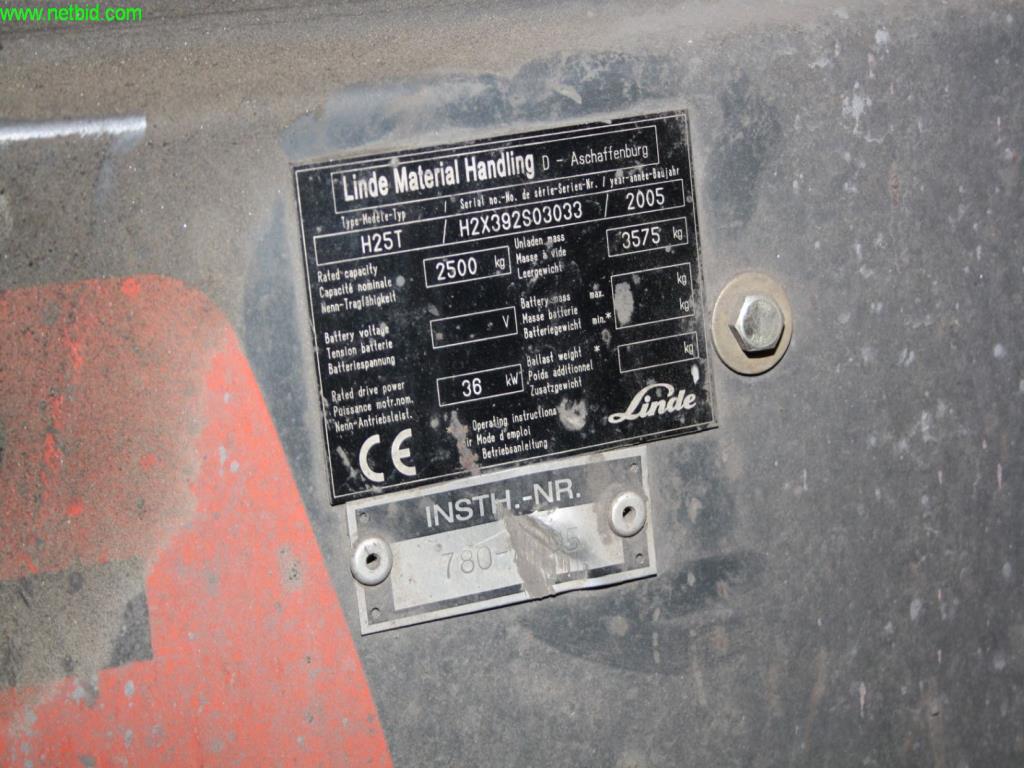 www.netbid.com
Linde Material Handling D - Aschaffenburg
Type-Modèle-Typ / Serial no.-No. de série-Serien-Nr. / year-année-Baujahr
H25T / H2X392S03033 / 2005
Rated capacity
Capacité nominale
Nenn-Tragfähigkeit
2500 kg
Unladen mass
Masse à vide
Leergewicht
3575 kg
Battery voltage
Tension batterie
Batteriespannung
V
Battery mass max.
Masse batterie
Batteriegewicht min.*
kg
kg
Rated drive power
Puissance motr.nom.
Nenn-Antriebsleist.
36 kW
Ballast weight *
Poids additionnel
Zusatzgewicht
kg
Operating instructions
Mode d'emploi
Betriebsanleitung
Linde
CE
INSTH.-NR.
780-